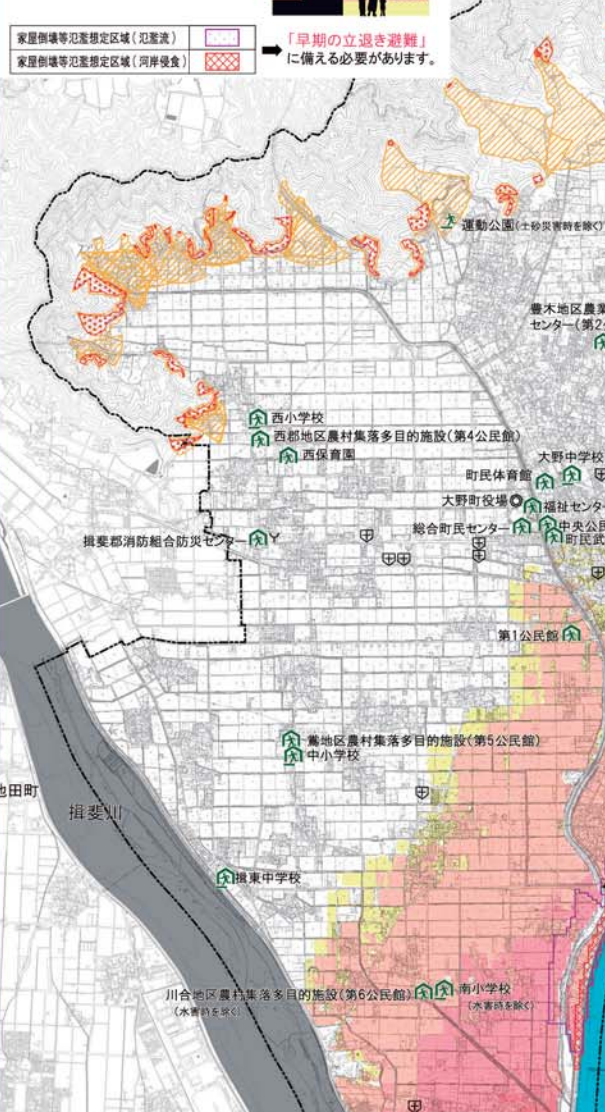 家屋倒壊等氾濫想定区域(氾濫流)
家屋倒壊等氾濫想定区域(河岸侵食)
「早期の立退き避難」
に備える必要があります。
運動公園(土砂災害時を除く)
豊木地区農業
センター(第2
西小学校
西郡地区農村集落多目的施設(第4公民館)
西保育園
大野中学校
町民体育館
大野町役場
福祉センター
揖斐郡消防組合防災センター
総合町民センター
中央公民
町民武
第1公民館
鶯地区農村集落多目的施設(第5公民館)
中小学校
池田町
揖斐川
揖東中学校
川合地区農村集落多目的施設(第6公民館)
(水害時を除く)
南小学校
(水害時を除く)